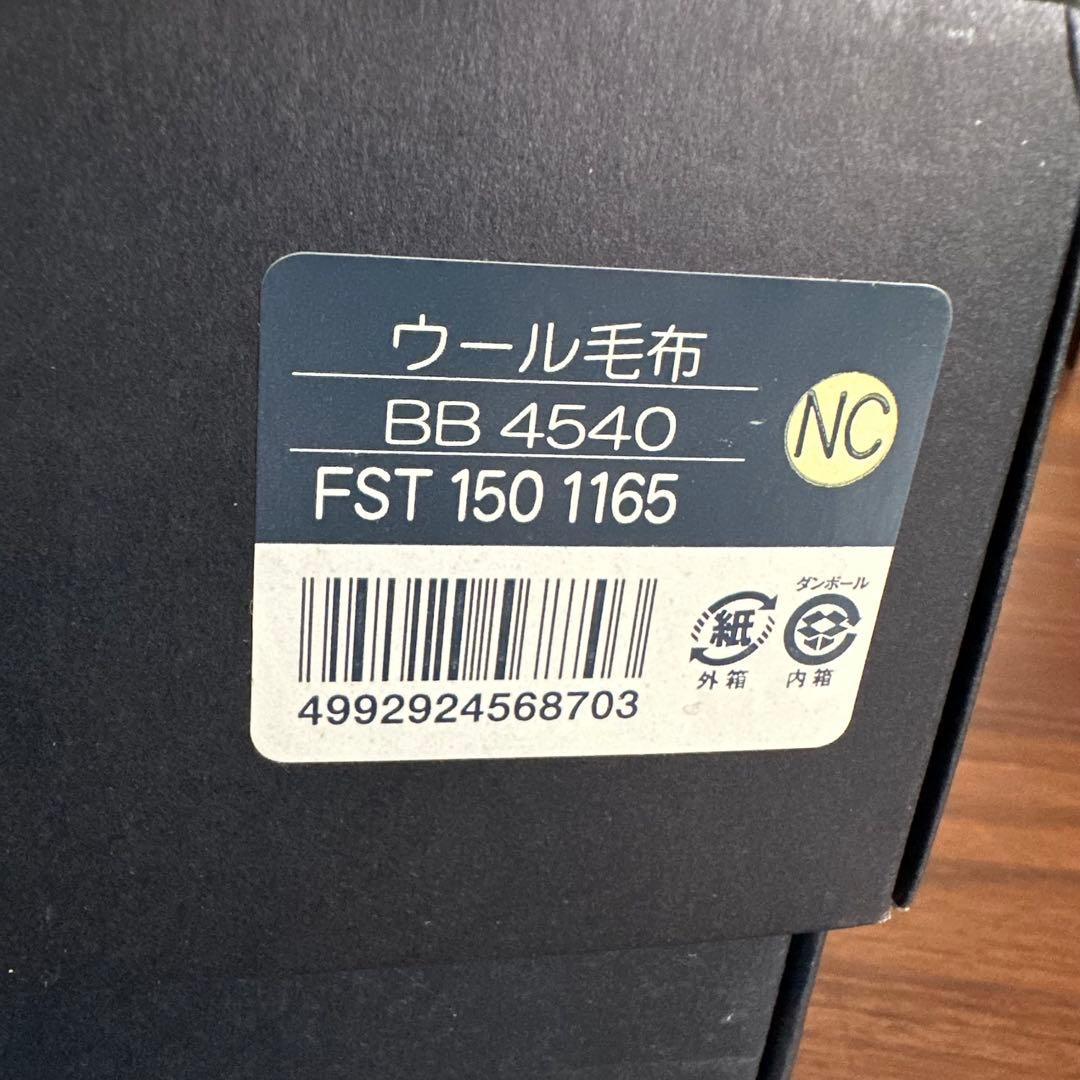 ウール毛布
BB 4540
NC
FST 150 1165
4992924568703
紙
外箱
ダンボール
内箱